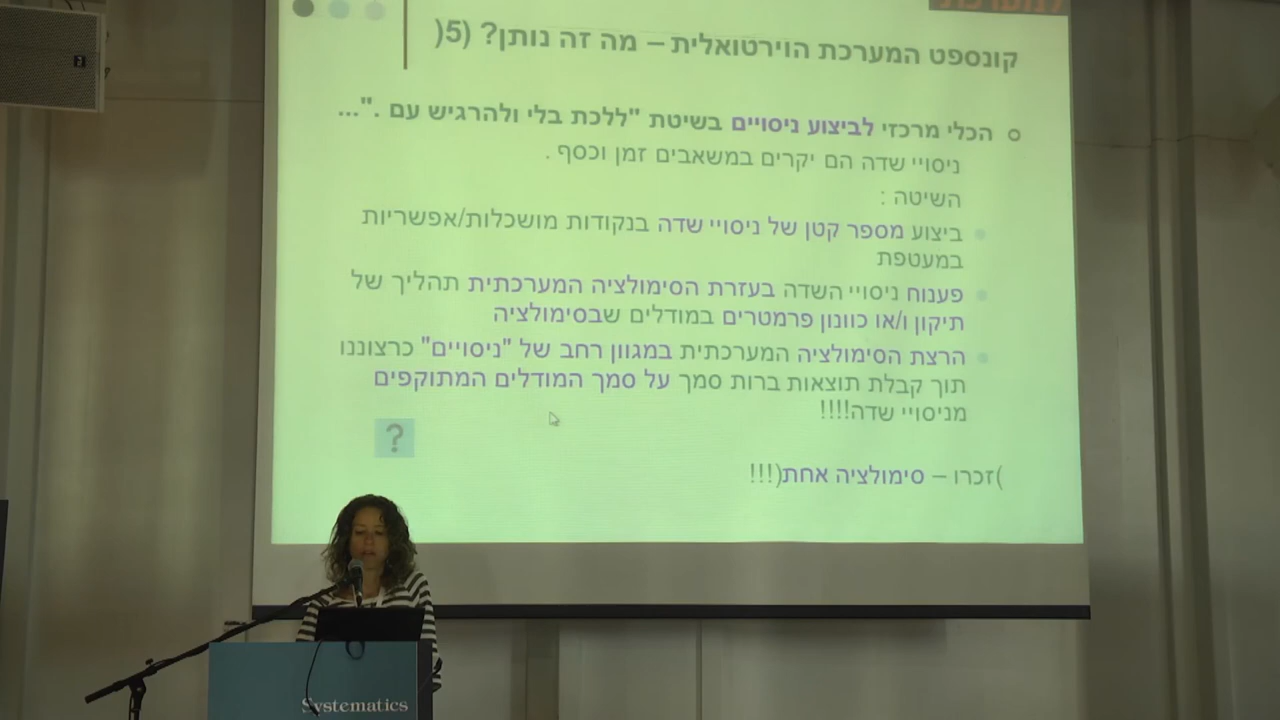 למערכת
קונספט המערכת הוירטואלית – מה זה נותן? (5(
הכלי מרכזי לביצוע ניסויים בשיטת "ללכת בלי ולהרגיש עם ."...
ניסויי שדה הם יקרים במשאבים זמן וכסף .
השיטה :
ביצוע מספר קטן של ניסויי שדה בנקודות מושכלות/אפשריות
במעטפת
פענוח ניסויי השדה בעזרת הסימולציה המערכתית תהליך של
תיקון ו/או כוונון פרמטרים במודלים שבסימולציה
הרצת הסימולציה המערכתית במגוון רחב של "ניסויים" כרצוננו
תוך קבלת תוצאות ברות סמך על סמך המודלים המתוקפים
מניסויי שדה!!!!
?
)זכרו – סימולציה אחת(!!!
Systematics